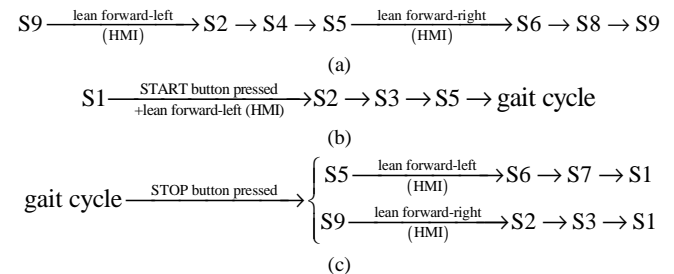 S9 lean forward-left (HMI) → S2 → S4 → S5 lean forward-right (HMI) → S6 → S8 → S9
(a)
S1 START button pressed +lean forward-left (HMI) → S2 → S3 → S5 → gait cycle
(b)
gait cycle STOP button pressed → { S5 lean forward-left (HMI) → S6 → S7 → S1
S9 lean forward-right (HMI) → S2 → S3 → S1
(c)